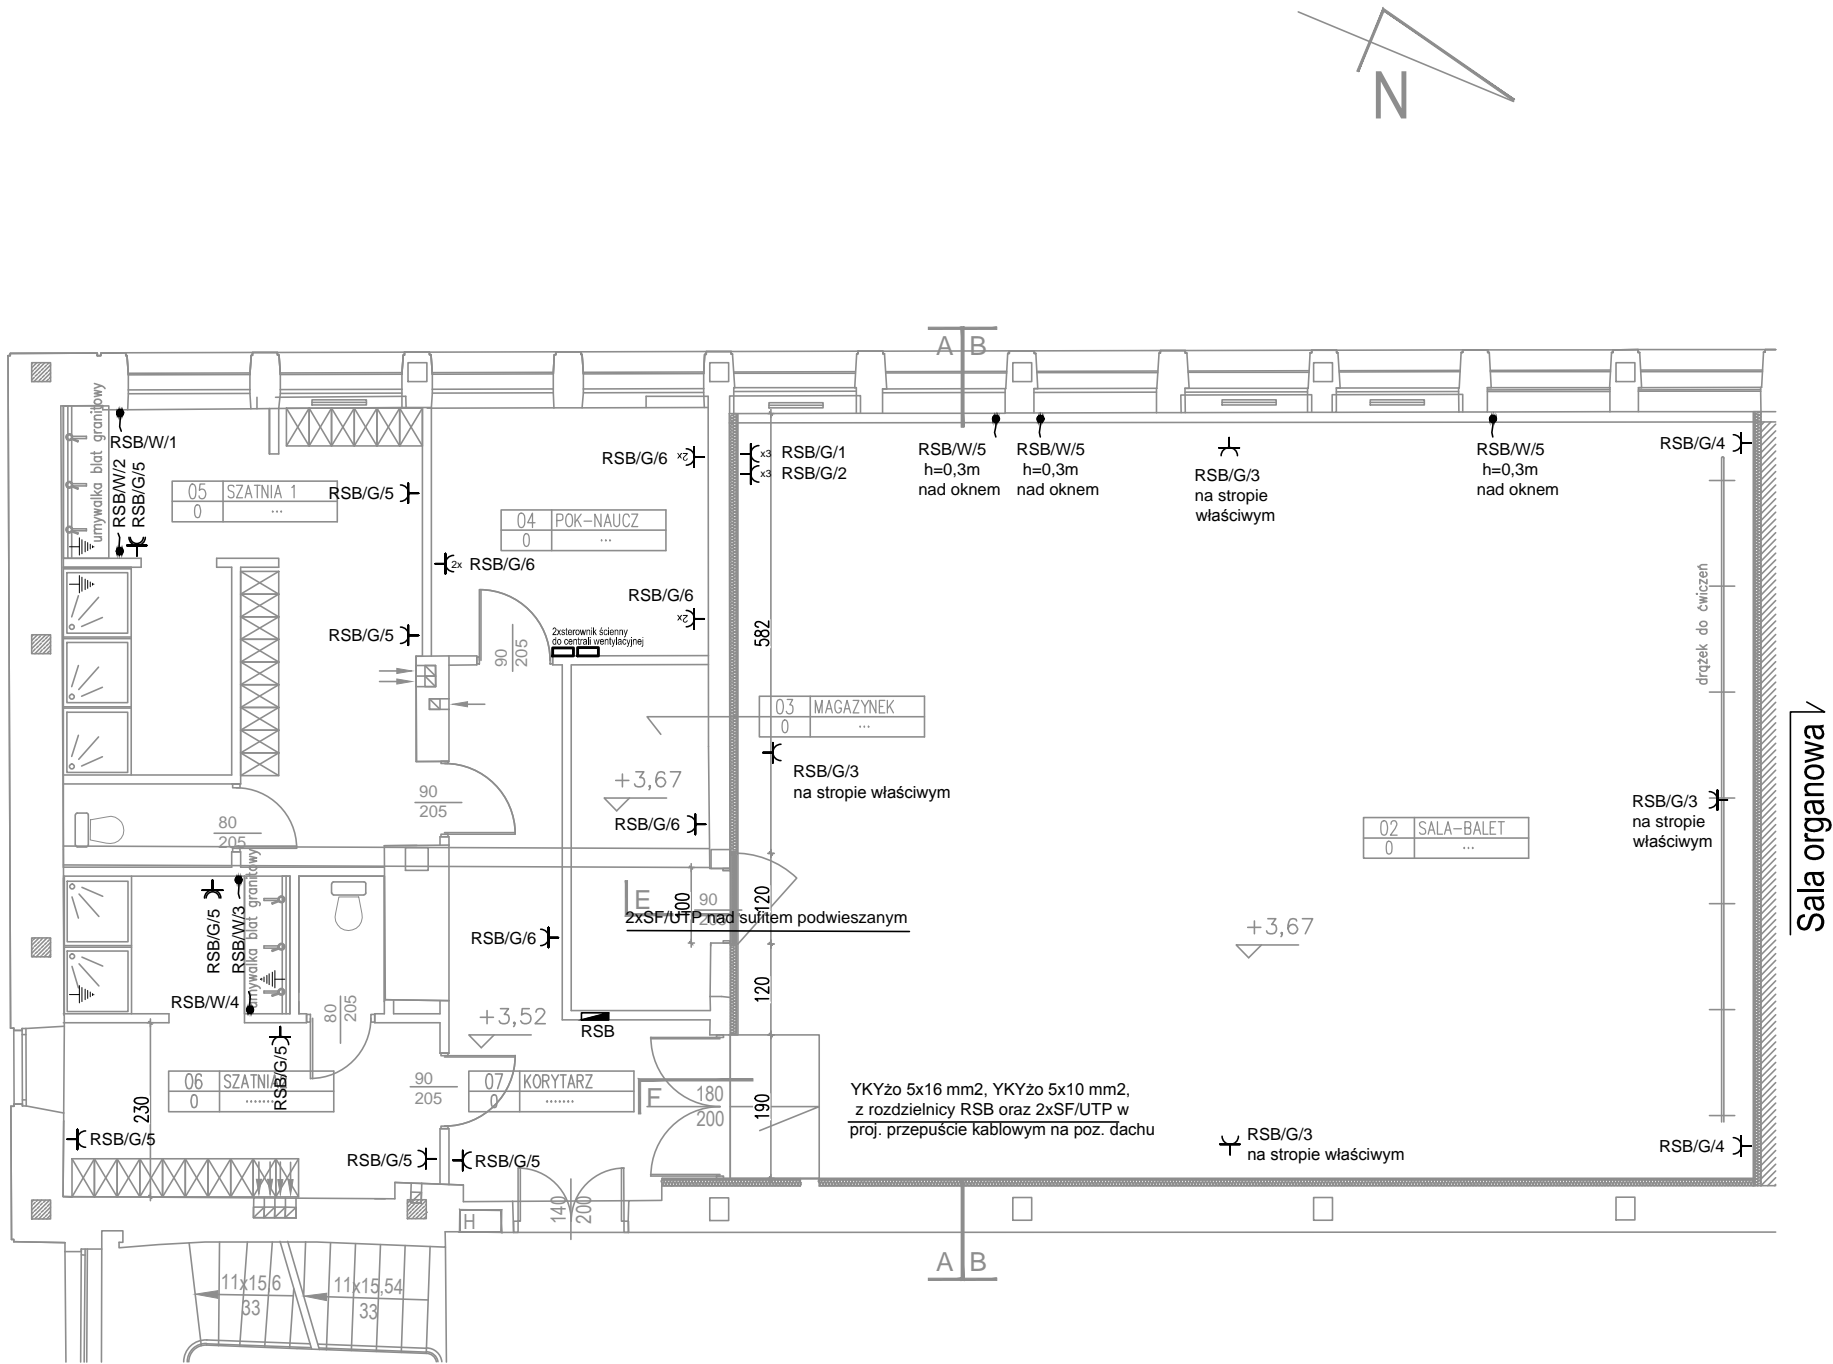 N
A B
RSB/W/1
RSB/W/2
RSB/G/5
umywalka blat granitowy
05 SZATNIA 1
0 ...
RSB/G/5
RSB/G/5
RSB/G/6
2x
04 POK-NAUCZ
0 ...
2x RSB/G/6
RSB/G/6
2x
2xsterownik ścienny
do centrali wentylacyjnej
90
205
x3 RSB/G/1
x3 RSB/G/2
RSB/W/5
h=0,3m
nad oknem
RSB/W/5
h=0,3m
nad oknem
RSB/G/3
na stropie
właściwym
RSB/W/5
h=0,3m
nad oknem
RSB/G/4
582
drążek do ćwiczeń
03 MAGAZYNEK
0 ...
RSB/G/3
na stropie właściwym
+3,67
RSB/G/6
90
205
80
205
RSB/G/3
na stropie
właściwym
02 SALA-BALET
0 ...
Sala organowa
+3,67
RSB/G/5
RSB/W/3
umywalka blat granitowy
RSB/W/4
RSB/G/5
80
205
E
100
90
205
120
2xSF/UTP nad sufitem podwieszanym
RSB/G/6
120
+3,52
RSB
06 SZATNIA
0 .......
230
90
205
07 KORYTARZ
0 .......
F
180
200
190
YKYżo 5x16 mm2, YKYżo 5x10 mm2,
z rozdzielnicy RSB oraz 2xSF/UTP w
proj. przepuście kablowym na poz. dachu
RSB/G/3
na stropie właściwym
RSB/G/4
RSB/G/5
RSB/G/5
RSB/G/5
H
140
200
A B
11x15,6
33
11x15,54
33